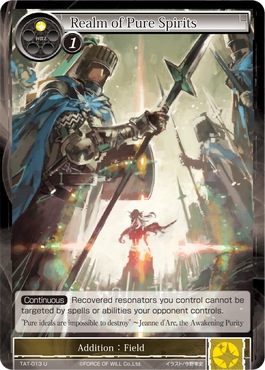 Realm of Pure Spirits
WILL
1
Continuous Recovered resonators you control cannot be
targeted by spells or abilities your opponent controls.
"Pure ideals are impossible to destroy" ~Jeanne d'Arc, the Awakening Purity
Addition : Field
TAT-013 U
©FORCE OF WILL Co.,Ltd.